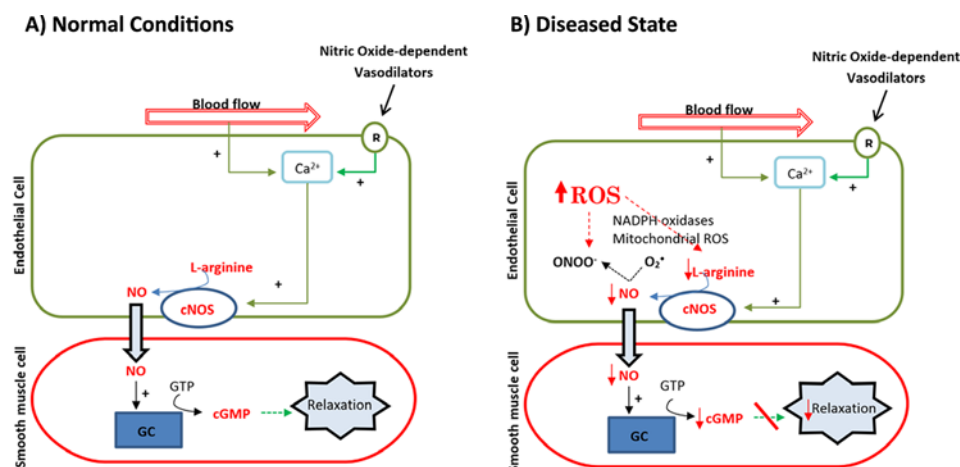 A) Normal Conditions
Nitric Oxide-dependent
Vasodilators
Blood flow
R
+
Ca²⁺
+
Endothelial Cell
L-arginine
+
NO
cNOS
Smooth muscle cell
NO
+
GTP
cGMP
Relaxation
GC
B) Diseased State
Nitric Oxide-dependent
Vasodilators
Blood flow
R
+
Ca²⁺
+
Endothelial Cell
ROS
NADPH oxidases
Mitochondrial ROS
ONOO⁻
O₂•
L-arginine
NO
+
cNOS
Smooth muscle cell
NO
+
GTP
cGMP
Relaxation
GC